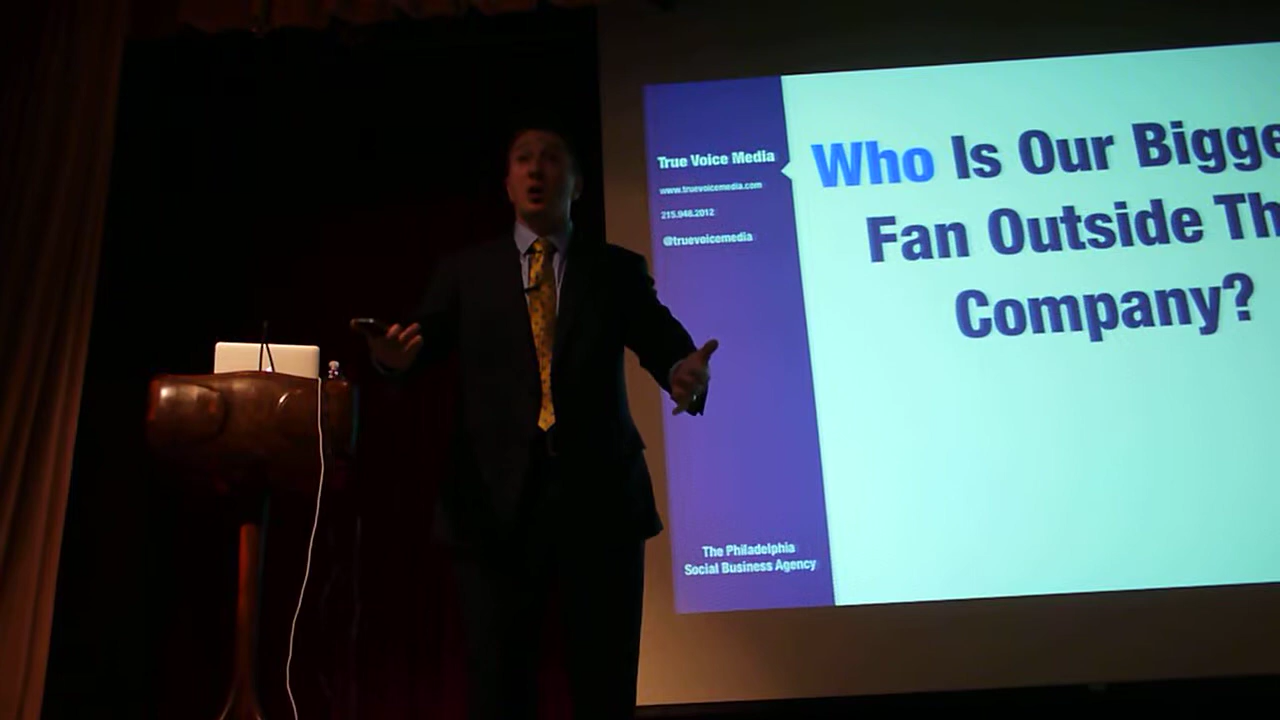 True Voice Media
www.truevoicemedia.com
215.948.2012
@truevoicemedia
Who Is Our Bigge
Fan Outside Th
Company?
The Philadelphia
Social Business Agency